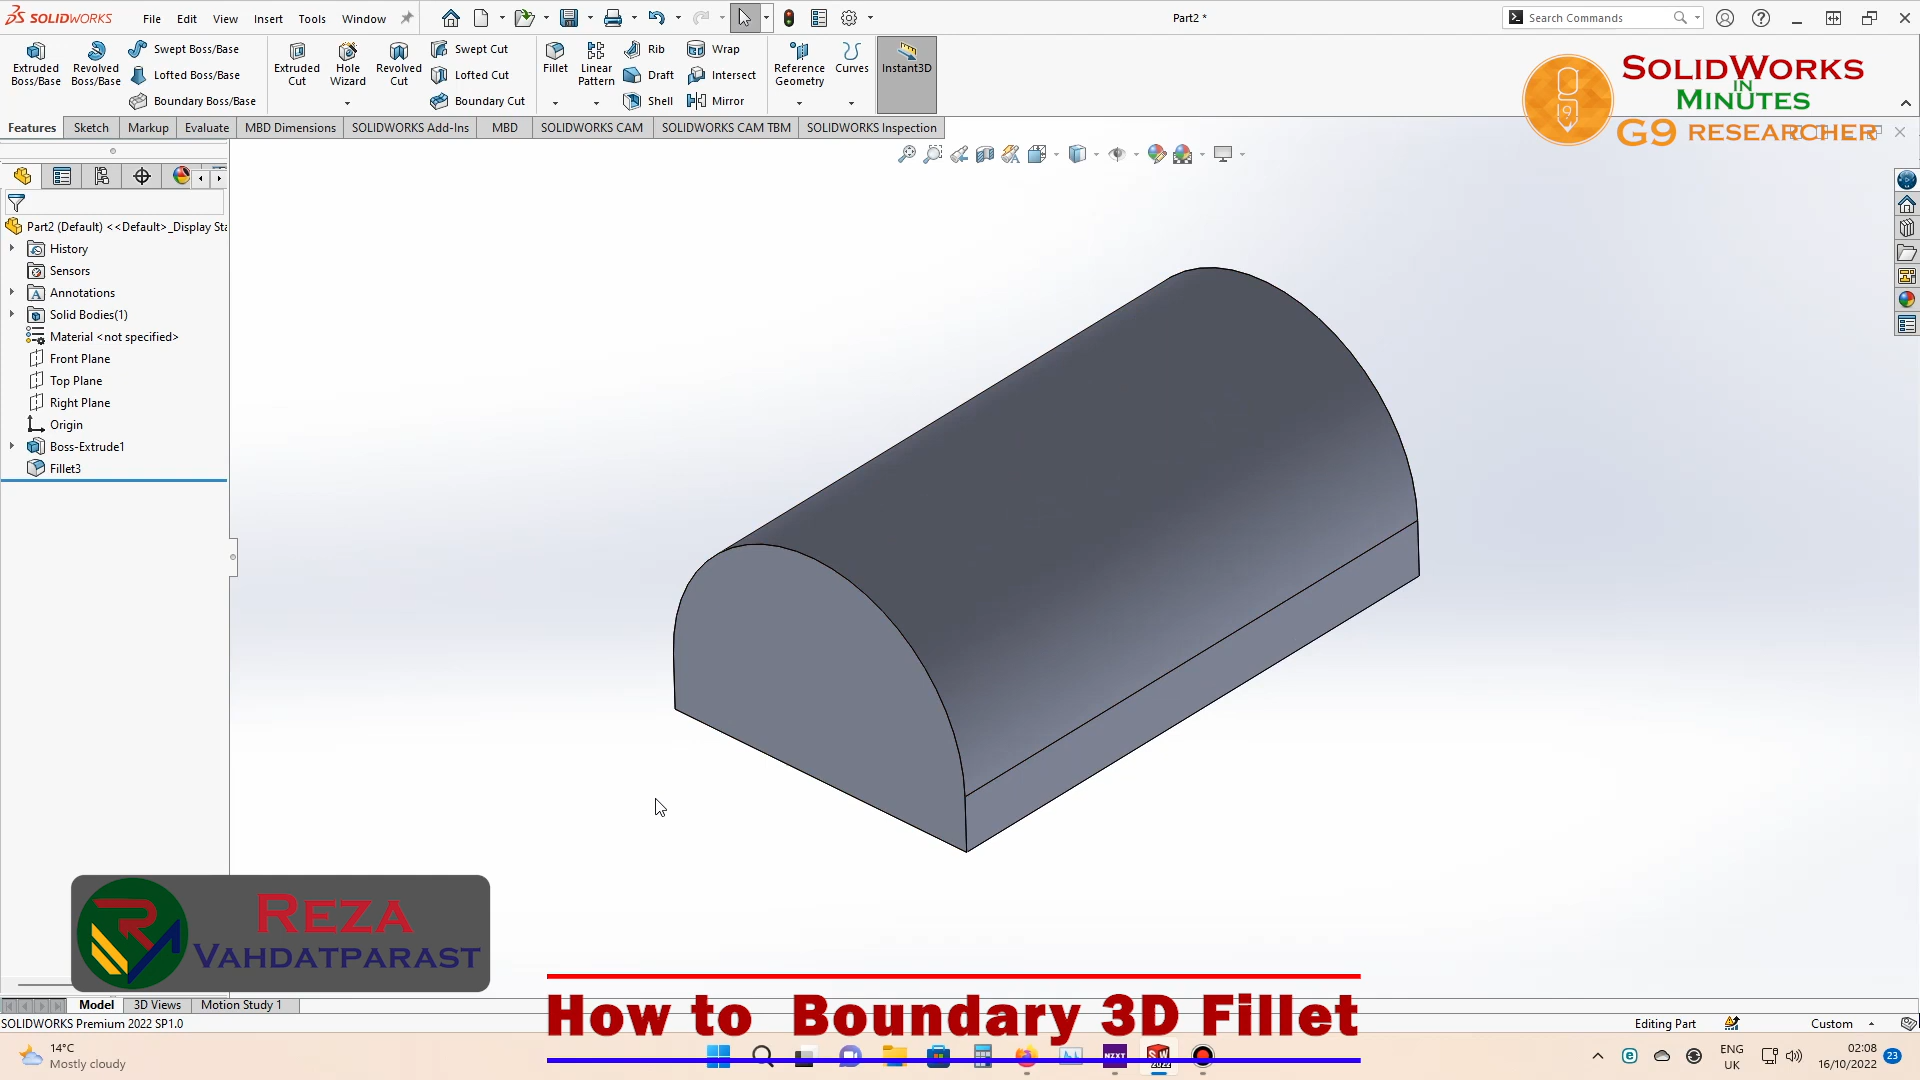 SOLIDWORKS File Edit View Insert Tools Window
Part2 *
Search Commands
Extruded Boss/Base
Revolved Boss/Base
Swept Boss/Base
Lofted Boss/Base
Boundary Boss/Base
Extruded Cut
Hole Wizard
Revolved Cut
Swept Cut
Lofted Cut
Boundary Cut
Fillet
Linear Pattern
Rib
Draft
Shell
Wrap
Intersect
Mirror
Reference Geometry
Curves
Instant3D
SOLIDWORKS
IN
MINUTES
G9 RESEARCHER
Features Sketch Markup Evaluate MBD Dimensions SOLIDWORKS Add-Ins MBD SOLIDWORKS CAM SOLIDWORKS CAM TBM SOLIDWORKS Inspection
Part2 (Default) <<Default>_Display Sta
History
Sensors
Annotations
Solid Bodies(1)
Material <not specified>
Front Plane
Top Plane
Right Plane
Origin
Boss-Extrude1
Fillet3
REZA
VAHDATPARAST
Model 3D Views Motion Study 1
SOLIDWORKS Premium 2022 SP1.0
How to Boundary 3D Fillet
Editing Part
Custom
14°C
Mostly cloudy
NZXT
SW
2022
ENG
UK
02:08
16/10/2022
23